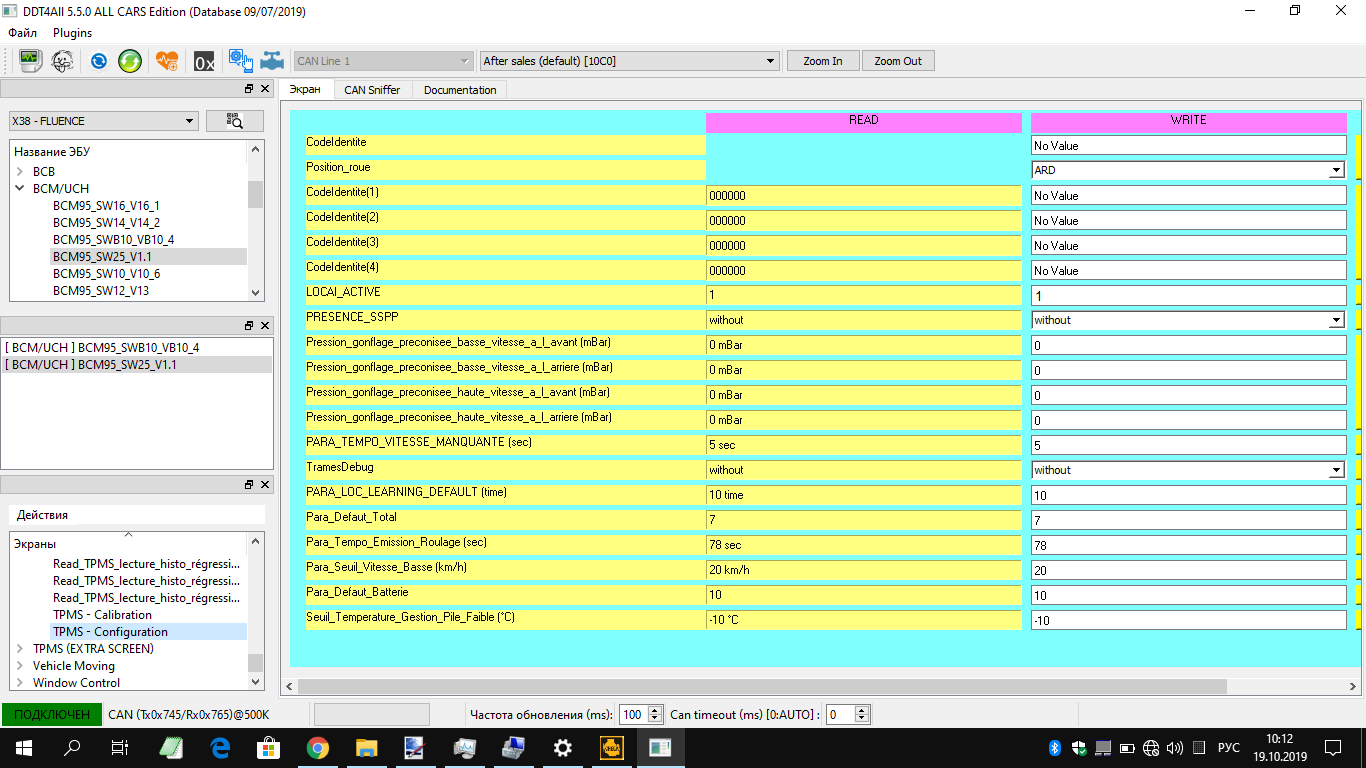 DDT4All 5.5.0 ALL CARS Edition (Database 09/07/2019)
Файл Plugins
0x CAN Line 1 After sales (default) [10C0] Zoom In Zoom Out
Экран CAN Sniffer Documentation
X38 - FLUENCE
Название ЭБУ
BCB
BCM/UCH
BCM95_SW16_V16_1
BCM95_SW14_V14_2
BCM95_SWB10_VB10_4
BCM95_SW25_V1.1
BCM95_SW10_V10_6
BCM95_SW12_V13
[ BCM/UCH ] BCM95_SWB10_VB10_4
[ BCM/UCH ] BCM95_SW25_V1.1
Действия
Экраны
Read_TPMS_lecture_histo_régressi...
Read_TPMS_lecture_histo_régressi...
Read_TPMS_lecture_histo_régressi...
TPMS - Calibration
TPMS - Configuration
TPMS (EXTRA SCREEN)
Vehicle Moving
Window Control
READ WRITE
CodeIdentite No Value
Position_roue ARD
CodeIdentite(1) 000000 No Value
CodeIdentite(2) 000000 No Value
CodeIdentite(3) 000000 No Value
CodeIdentite(4) 000000 No Value
LOCAl_ACTIVE 1 1
PRESENCE_SSPP without without
Pression_gonflage_preconisee_basse_vitesse_a_l_avant (mBar) 0 mBar 0
Pression_gonflage_preconisee_basse_vitesse_a_l_arriere (mBar) 0 mBar 0
Pression_gonflage_preconisee_haute_vitesse_a_l_avant (mBar) 0 mBar 0
Pression_gonflage_preconisee_haute_vitesse_a_l_arriere (mBar) 0 mBar 0
PARA_TEMPO_VITESSE_MANQUANTE (sec) 5 sec 5
TramesDebug without without
PARA_LOC_LEARNING_DEFAULT (time) 10 time 10
Para_Defaut_Total 7 7
Para_Tempo_Emission_Roulage (sec) 78 sec 78
Para_Seuil_Vitesse_Basse (km/h) 20 km/h 20
Para_Defaut_Batterie 10 10
Seuil_Temperature_Gestion_Pile_Faible (°C) -10 °C -10
ПОДКЛЮЧЕН CAN (Tx0x745/Rx0x765)@500K Частота обновления (ms): 100 Can timeout (ms) [0:AUTO] : 0
CHECK РУС 10:12
19.10.2019